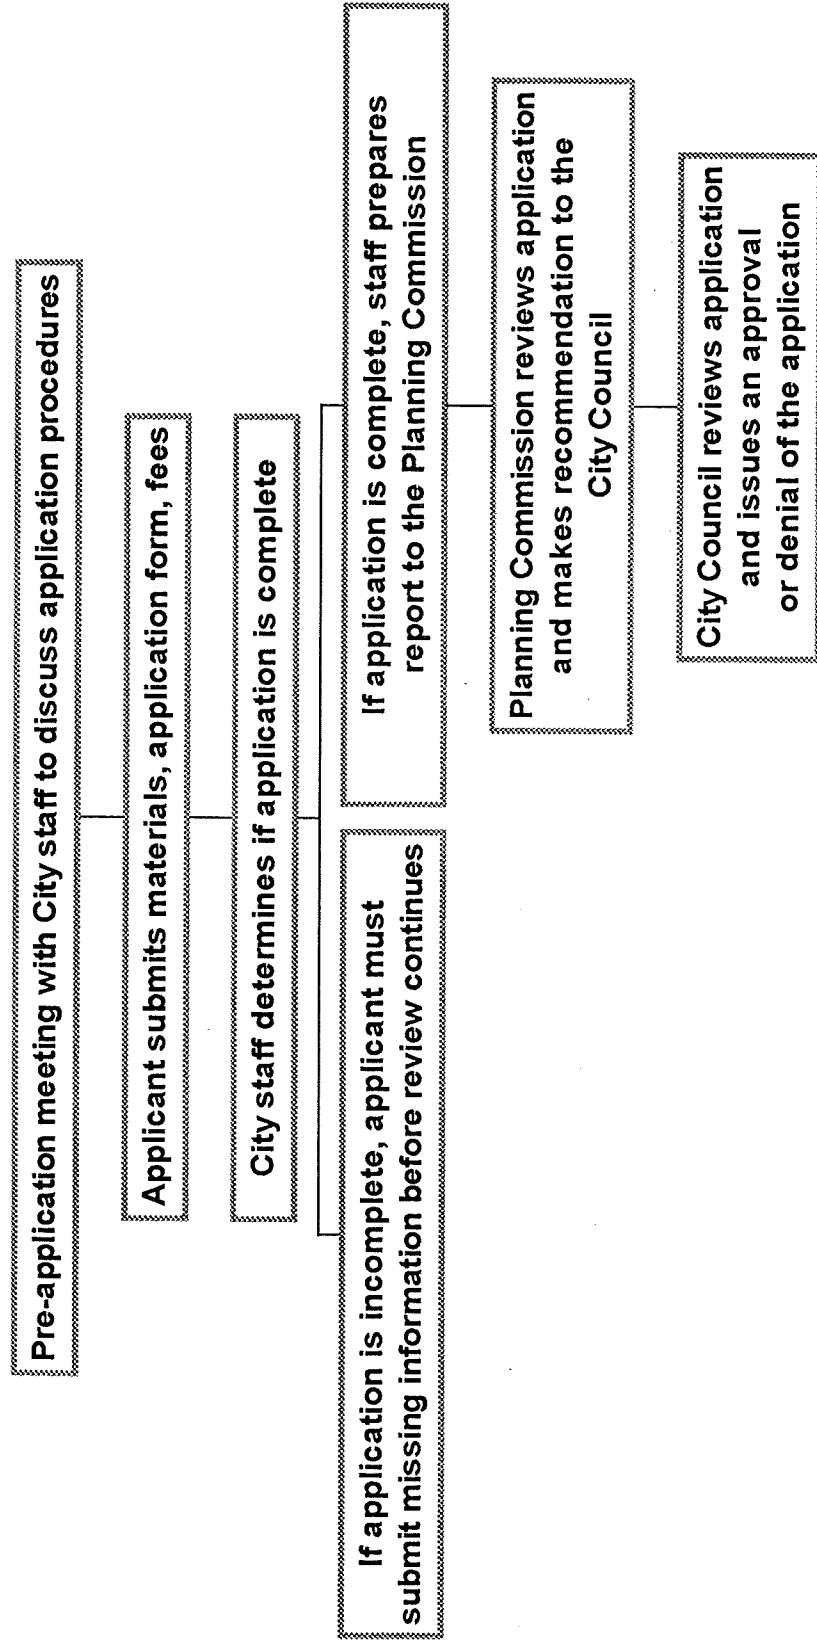 Pre-application meeting with City staff to discuss application procedures
Applicant submits materials, application form, fees
City staff determines if application is complete
If application is incomplete, applicant must
submit missing information before review continues
If application is complete, staff prepares
report to the Planning Commission
Planning Commission reviews application
and makes recommendation to the
City Council
City Council reviews application
and issues an approval
or denial of the application